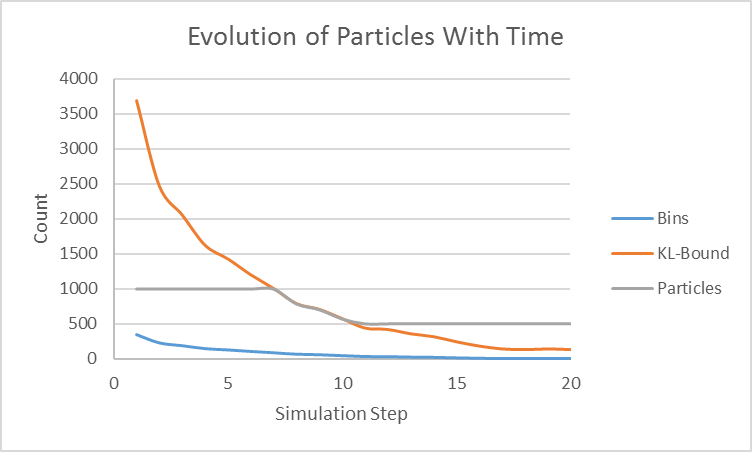 Evolution of Particles With Time
4000
3500
3000
2500
2000
1500
1000
500
0
Count
0 5 10 15 20
Simulation Step
Bins
KL-Bound
Particles